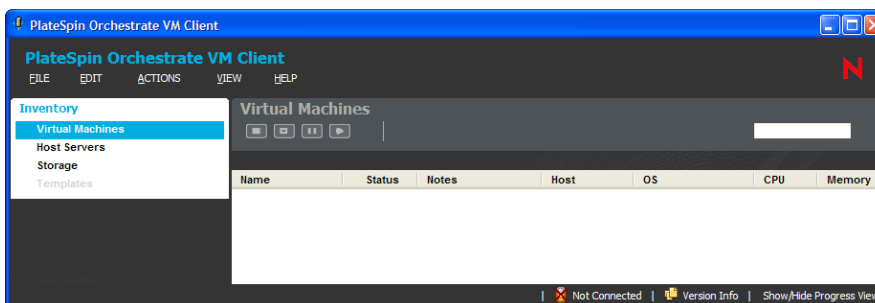 PlateSpin Orchestrate VM Client
PlateSpin Orchestrate VM Client
FILE EDIT ACTIONS VIEW HELP
N
Inventory
Virtual Machines
Host Servers
Storage
Templates
Virtual Machines
Name Status Notes Host OS CPU Memory
Not Connected | Version Info | Show/Hide Progress View